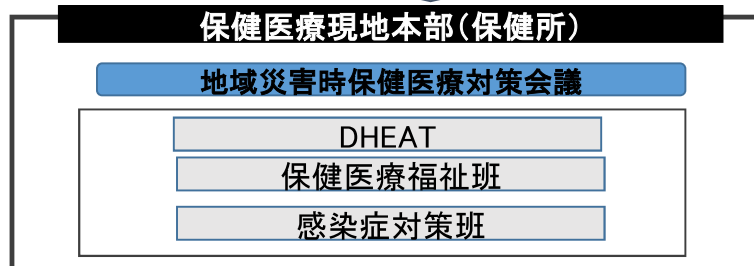 保健医療現地本部（保健所）
地域災害時保健医療対策会議
DHEAT
保健医療福祉班
感染症対策班